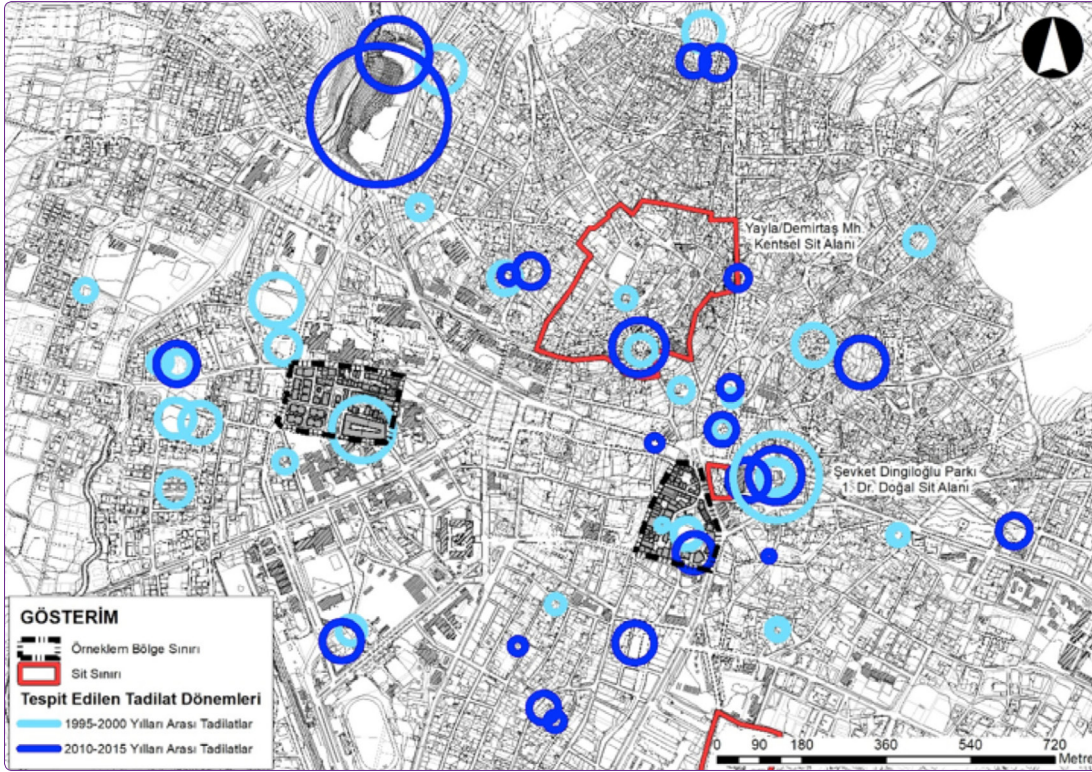 Yayla/Demirtaş Mh.
Kentsel Sit Alanı
Şevket Dingiloğlu Parkı
1. Dr. Doğal Sit Alanı
GÖSTERİM
Örneklem Bölge Sınırı
Sit Sınırı
Tespit Edilen Tadilat Dönemleri
1995-2000 Yılları Arası Tadilatlar
2010-2015 Yılları Arası Tadilatlar
0 90 180 360 540 720
Metre